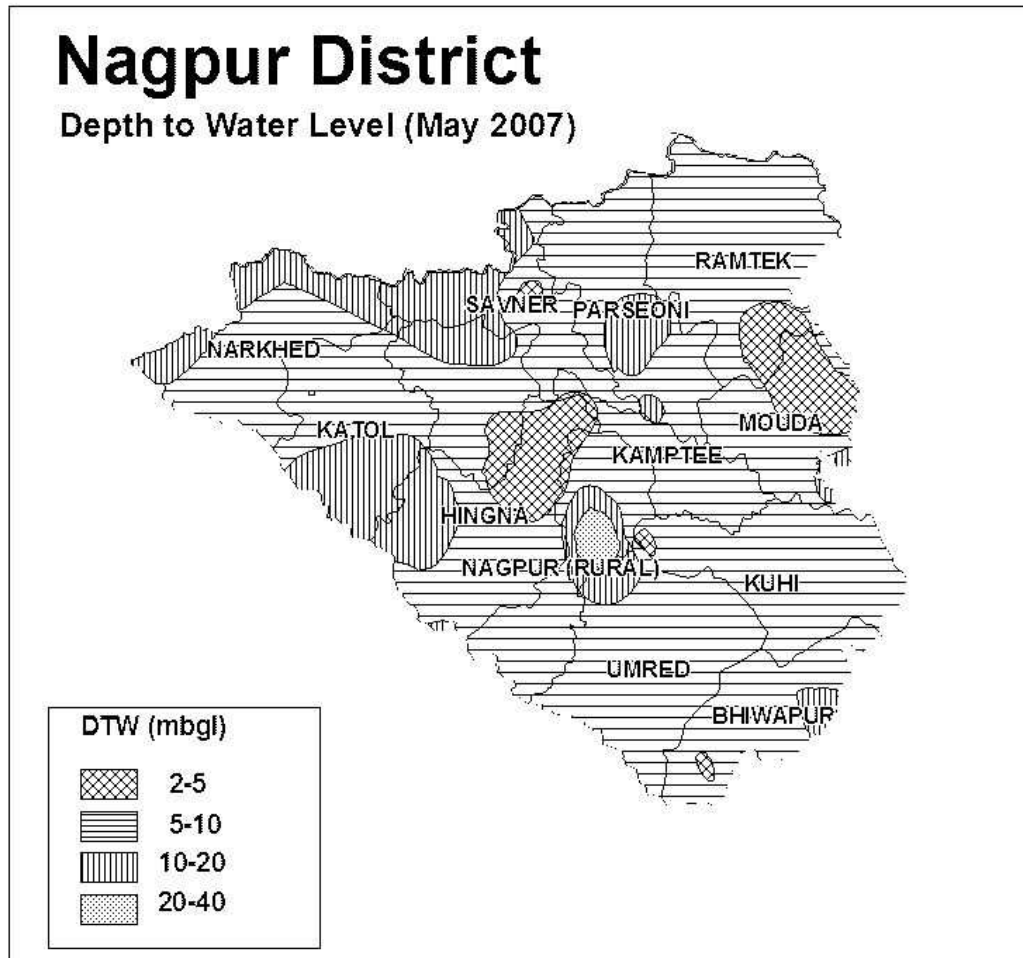 Nagpur District
Depth to Water Level (May 2007)
RAMTEK
SAVNER
PARSEONI
NARKHED
MOUDA
KATOL
KAMPTEE
HINGNA
NAGPUR (RURAL)
KUHI
UMRED
BHIWAPUR
DTW (mbgl)
2-5
5-10
10-20
20-40